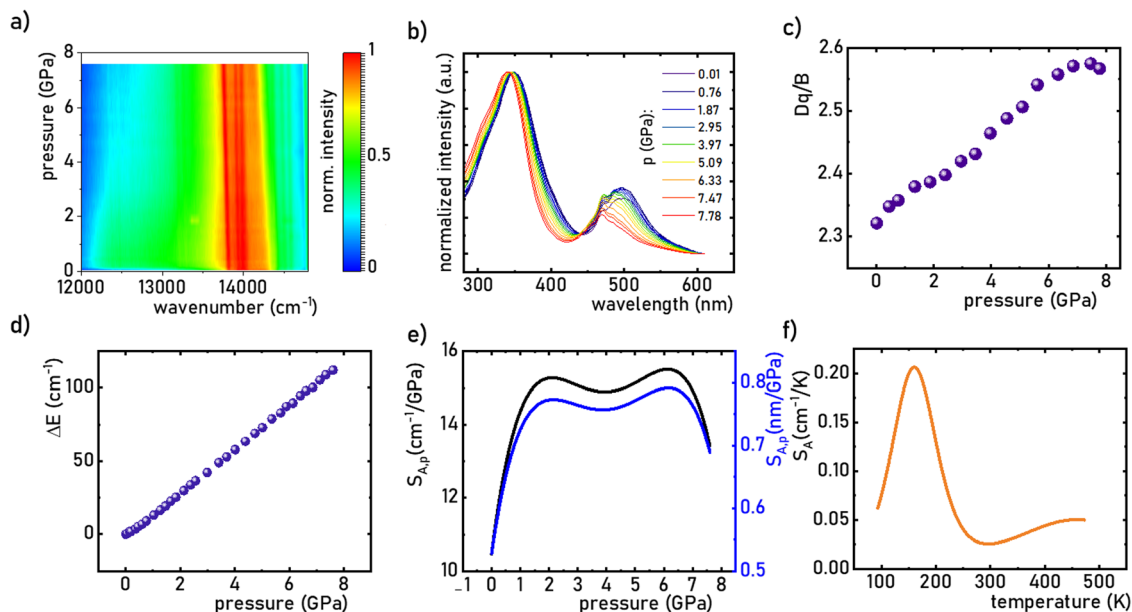 a)
pressure (GPa)
8
6
4
2
0
12000 13000 14000
wavenumber (cm⁻¹)
norm. intensity
1
0.5
0
b)
normalized intensity (a.u.)
p (GPa):
0.01
0.76
1.87
2.95
3.97
5.09
6.33
7.47
7.78
300 400 500 600
wavelength (nm)
c)
Dq/B
2.6
2.5
2.4
2.3
0 2 4 6 8
pressure (GPa)
d)
ΔE (cm⁻¹)
100
50
0
0 2 4 6 8
pressure (GPa)
e)
S_A,p(cm⁻¹/GPa)
16
14
12
10
S_A,p(nm/GPa)
0.8
0.7
0.6
0.5
−1 0 1 2 3 4 5 6 7 8
pressure (GPa)
f)
S_A(cm⁻¹/K)
0.20
0.15
0.10
0.05
0.00
100 200 300 400 500
temperature (K)